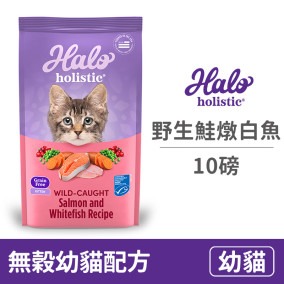 Halo
holistic®
Grain Free
WILD-CAUGHT
Salmon and
Whitefish Recipe
Halo
holistic®
野生鮭燉白魚
10磅
無穀幼貓配方
幼貓